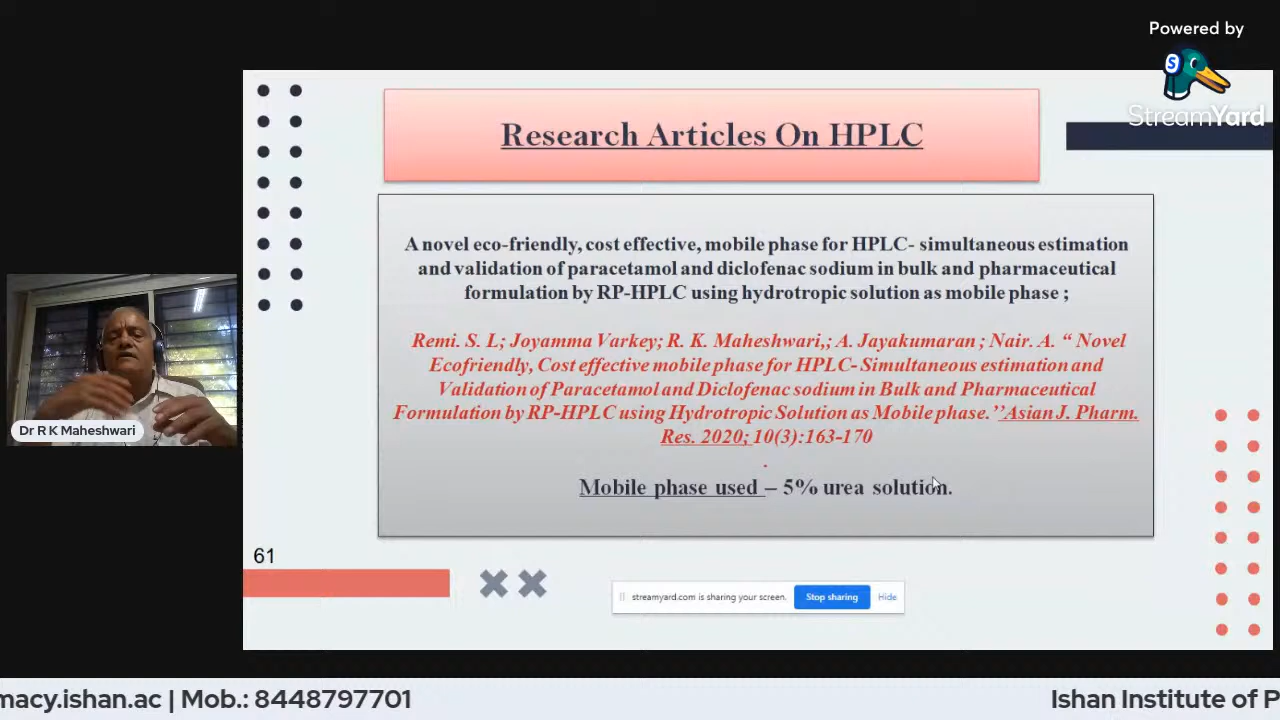 Powered by
S
StreamYard
Research Articles On HPLC
A novel eco-friendly, cost effective, mobile phase for HPLC- simultaneous estimation
and validation of paracetamol and diclofenac sodium in bulk and pharmaceutical
formulation by RP-HPLC using hydrotropic solution as mobile phase ;
Remi. S. L; Joyamma Varkey; R. K. Maheshwari,; A. Jayakumaran ; Nair. A. “ Novel
Ecofriendly, Cost effective mobile phase for HPLC- Simultaneous estimation and
Validation of Paracetamol and Diclofenac sodium in Bulk and Pharmaceutical
Formulation by RP-HPLC using Hydrotropic Solution as Mobile phase.’’Asian J. Pharm.
Res. 2020; 10(3):163-170
.
Mobile phase used – 5% urea solution.
Dr R K Maheshwari
61
streamyard.com is sharing your screen. Stop sharing Hide
macy.ishan.ac | Mob.: 8448797701
Ishan Institute of P